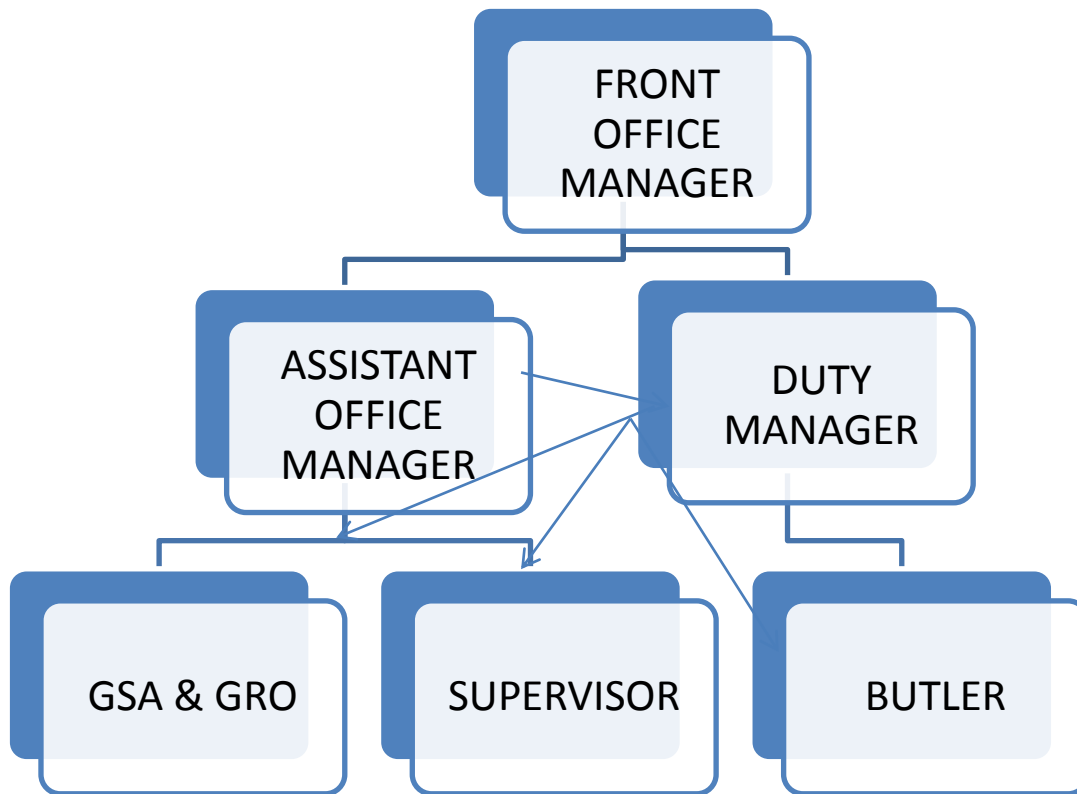 FRONT
OFFICE
MANAGER
ASSISTANT
OFFICE
MANAGER
DUTY
MANAGER
GSA & GRO
SUPERVISOR
BUTLER